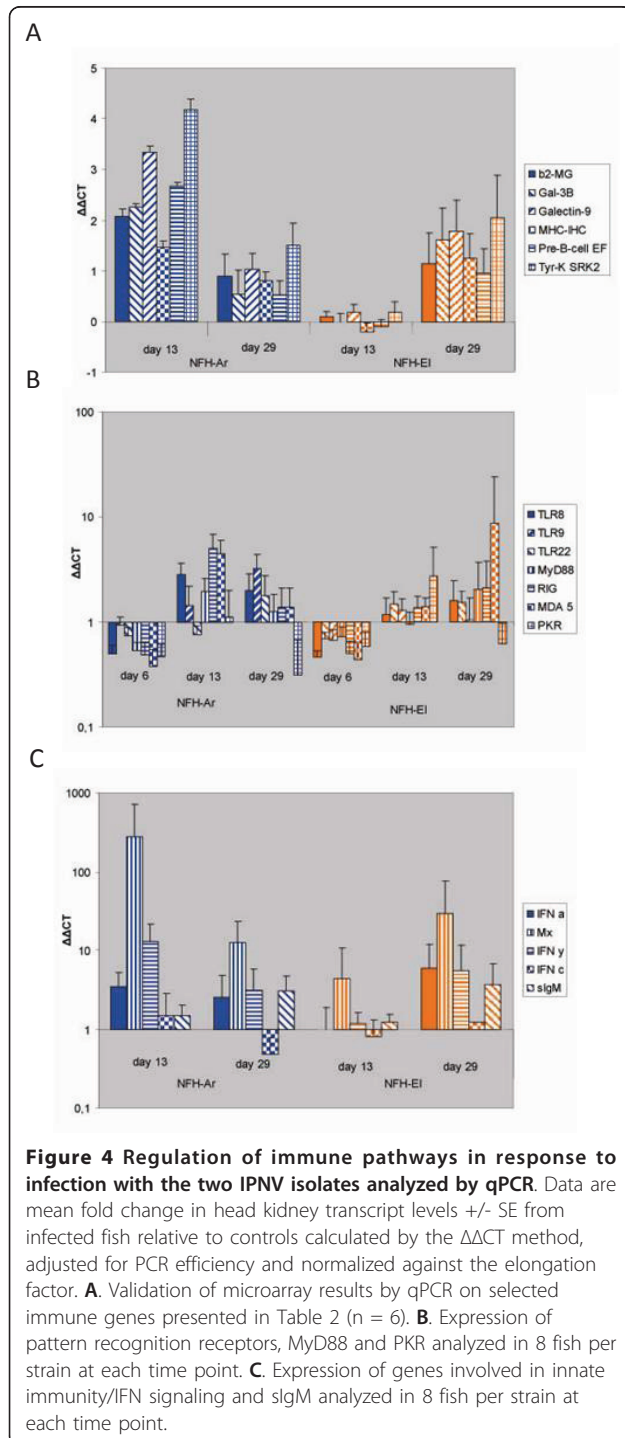 A
5
4
3
2
1
0
-1
ΔΔCT
day 13
day 29
day 13
day 29
NFH-Ar
NFH-El
b2-MG
Gal-3B
Galectin-9
MHC-IHC
Pre-B-cell EF
Tyr-K SRK2
B
100
10
1
0,1
ΔΔCT
day 6
day 13
day 29
day 6
day 13
day 29
NFH-Ar
NFH-El
TLR8
TLR9
TLR22
MyD88
RIG
MDA 5
PKR
C
1000
100
10
1
0,1
ΔΔCT
day 13
day 29
day 13
day 29
NFH-Ar
NFH-El
IFN a
Mx
IFN y
IFN c
sIgM
Figure 4 Regulation of immune pathways in response to
infection with the two IPNV isolates analyzed by qPCR. Data are
mean fold change in head kidney transcript levels +/- SE from
infected fish relative to controls calculated by the ΔΔCT method,
adjusted for PCR efficiency and normalized against the elongation
factor. A. Validation of microarray results by qPCR on selected
immune genes presented in Table 2 (n = 6). B. Expression of
pattern recognition receptors, MyD88 and PKR analyzed in 8 fish per
strain at each time point. C. Expression of genes involved in innate
immunity/IFN signaling and sIgM analyzed in 8 fish per strain at
each time point.